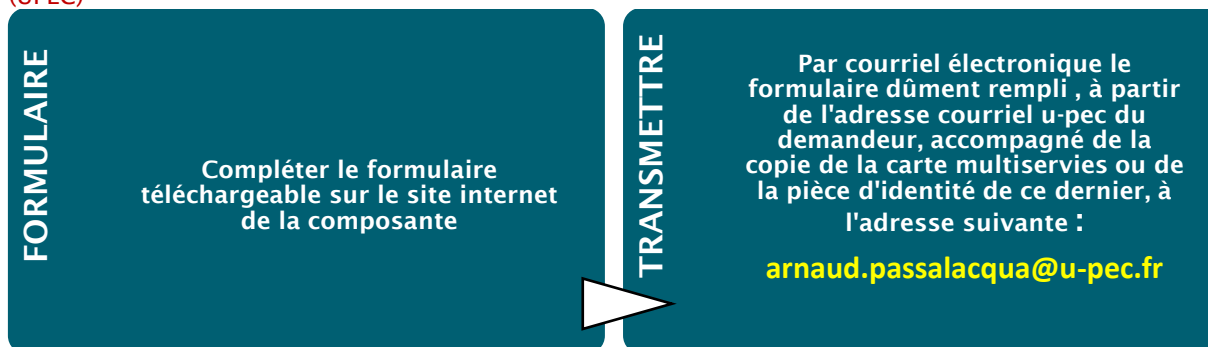 (UPEC)
FORMULAIRE
Compléter le formulaire
téléchargeable sur le site internet
de la composante
TRANSMETTRE
Par courriel électronique le
formulaire dûment rempli , à partir
de l'adresse courriel u-pec du
demandeur, accompagné de la
copie de la carte multiservies ou de
la pièce d'identité de ce dernier, à
l'adresse suivante :
arnaud.passalacqua@u-pec.fr